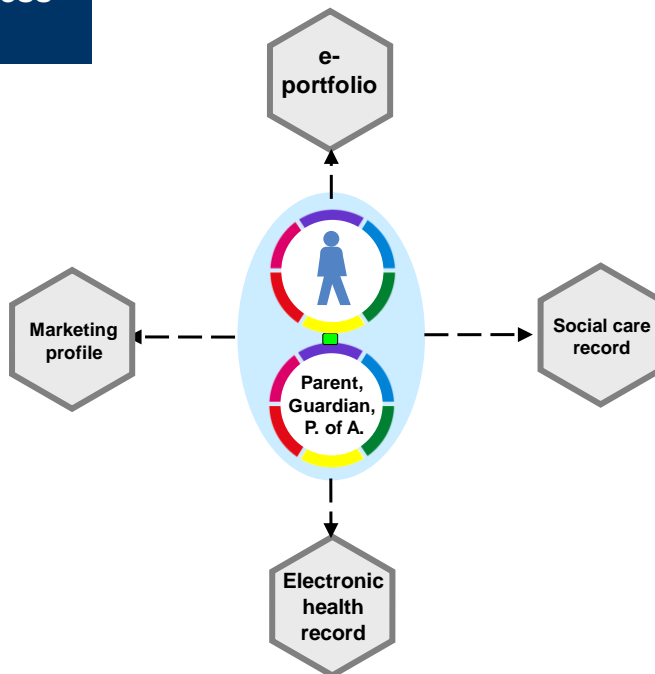 e-
portfolio
Marketing
profile
Social care
record
Parent,
Guardian,
P. of A.
Electronic
health
record